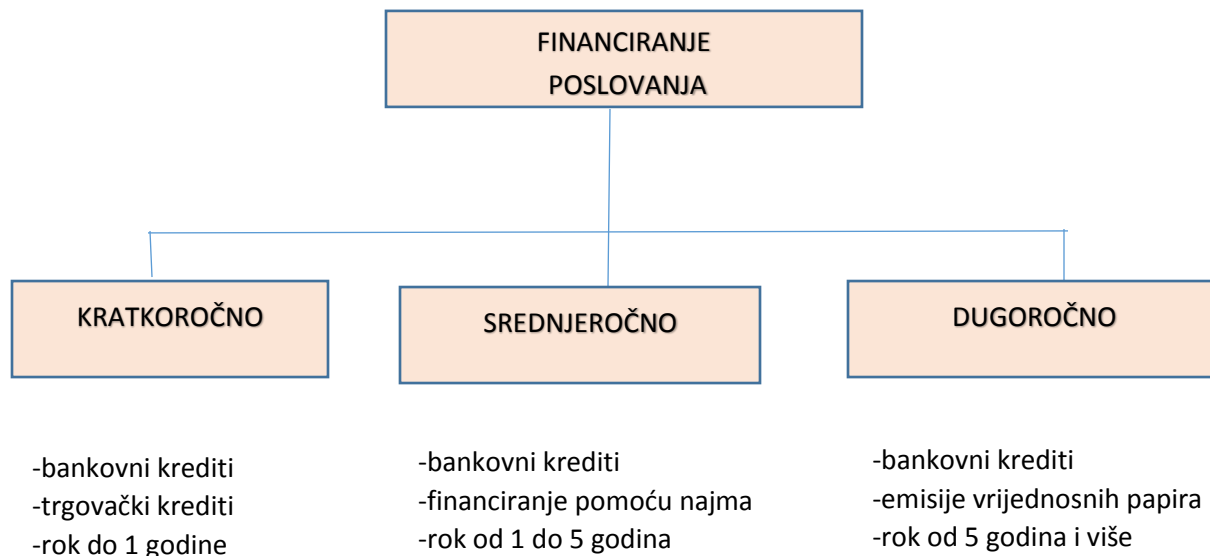 FINANCIRANJE
POSLOVANJA
KRATKOROČNO
SREDNJEROČNO
DUGOROČNO
-bankovni krediti
-trgovački krediti
-rok do 1 godine
-bankovni krediti
-financiranje pomoću najma
-rok od 1 do 5 godina
-bankovni krediti
-emisije vrijednosnih papira
-rok od 5 godina i više